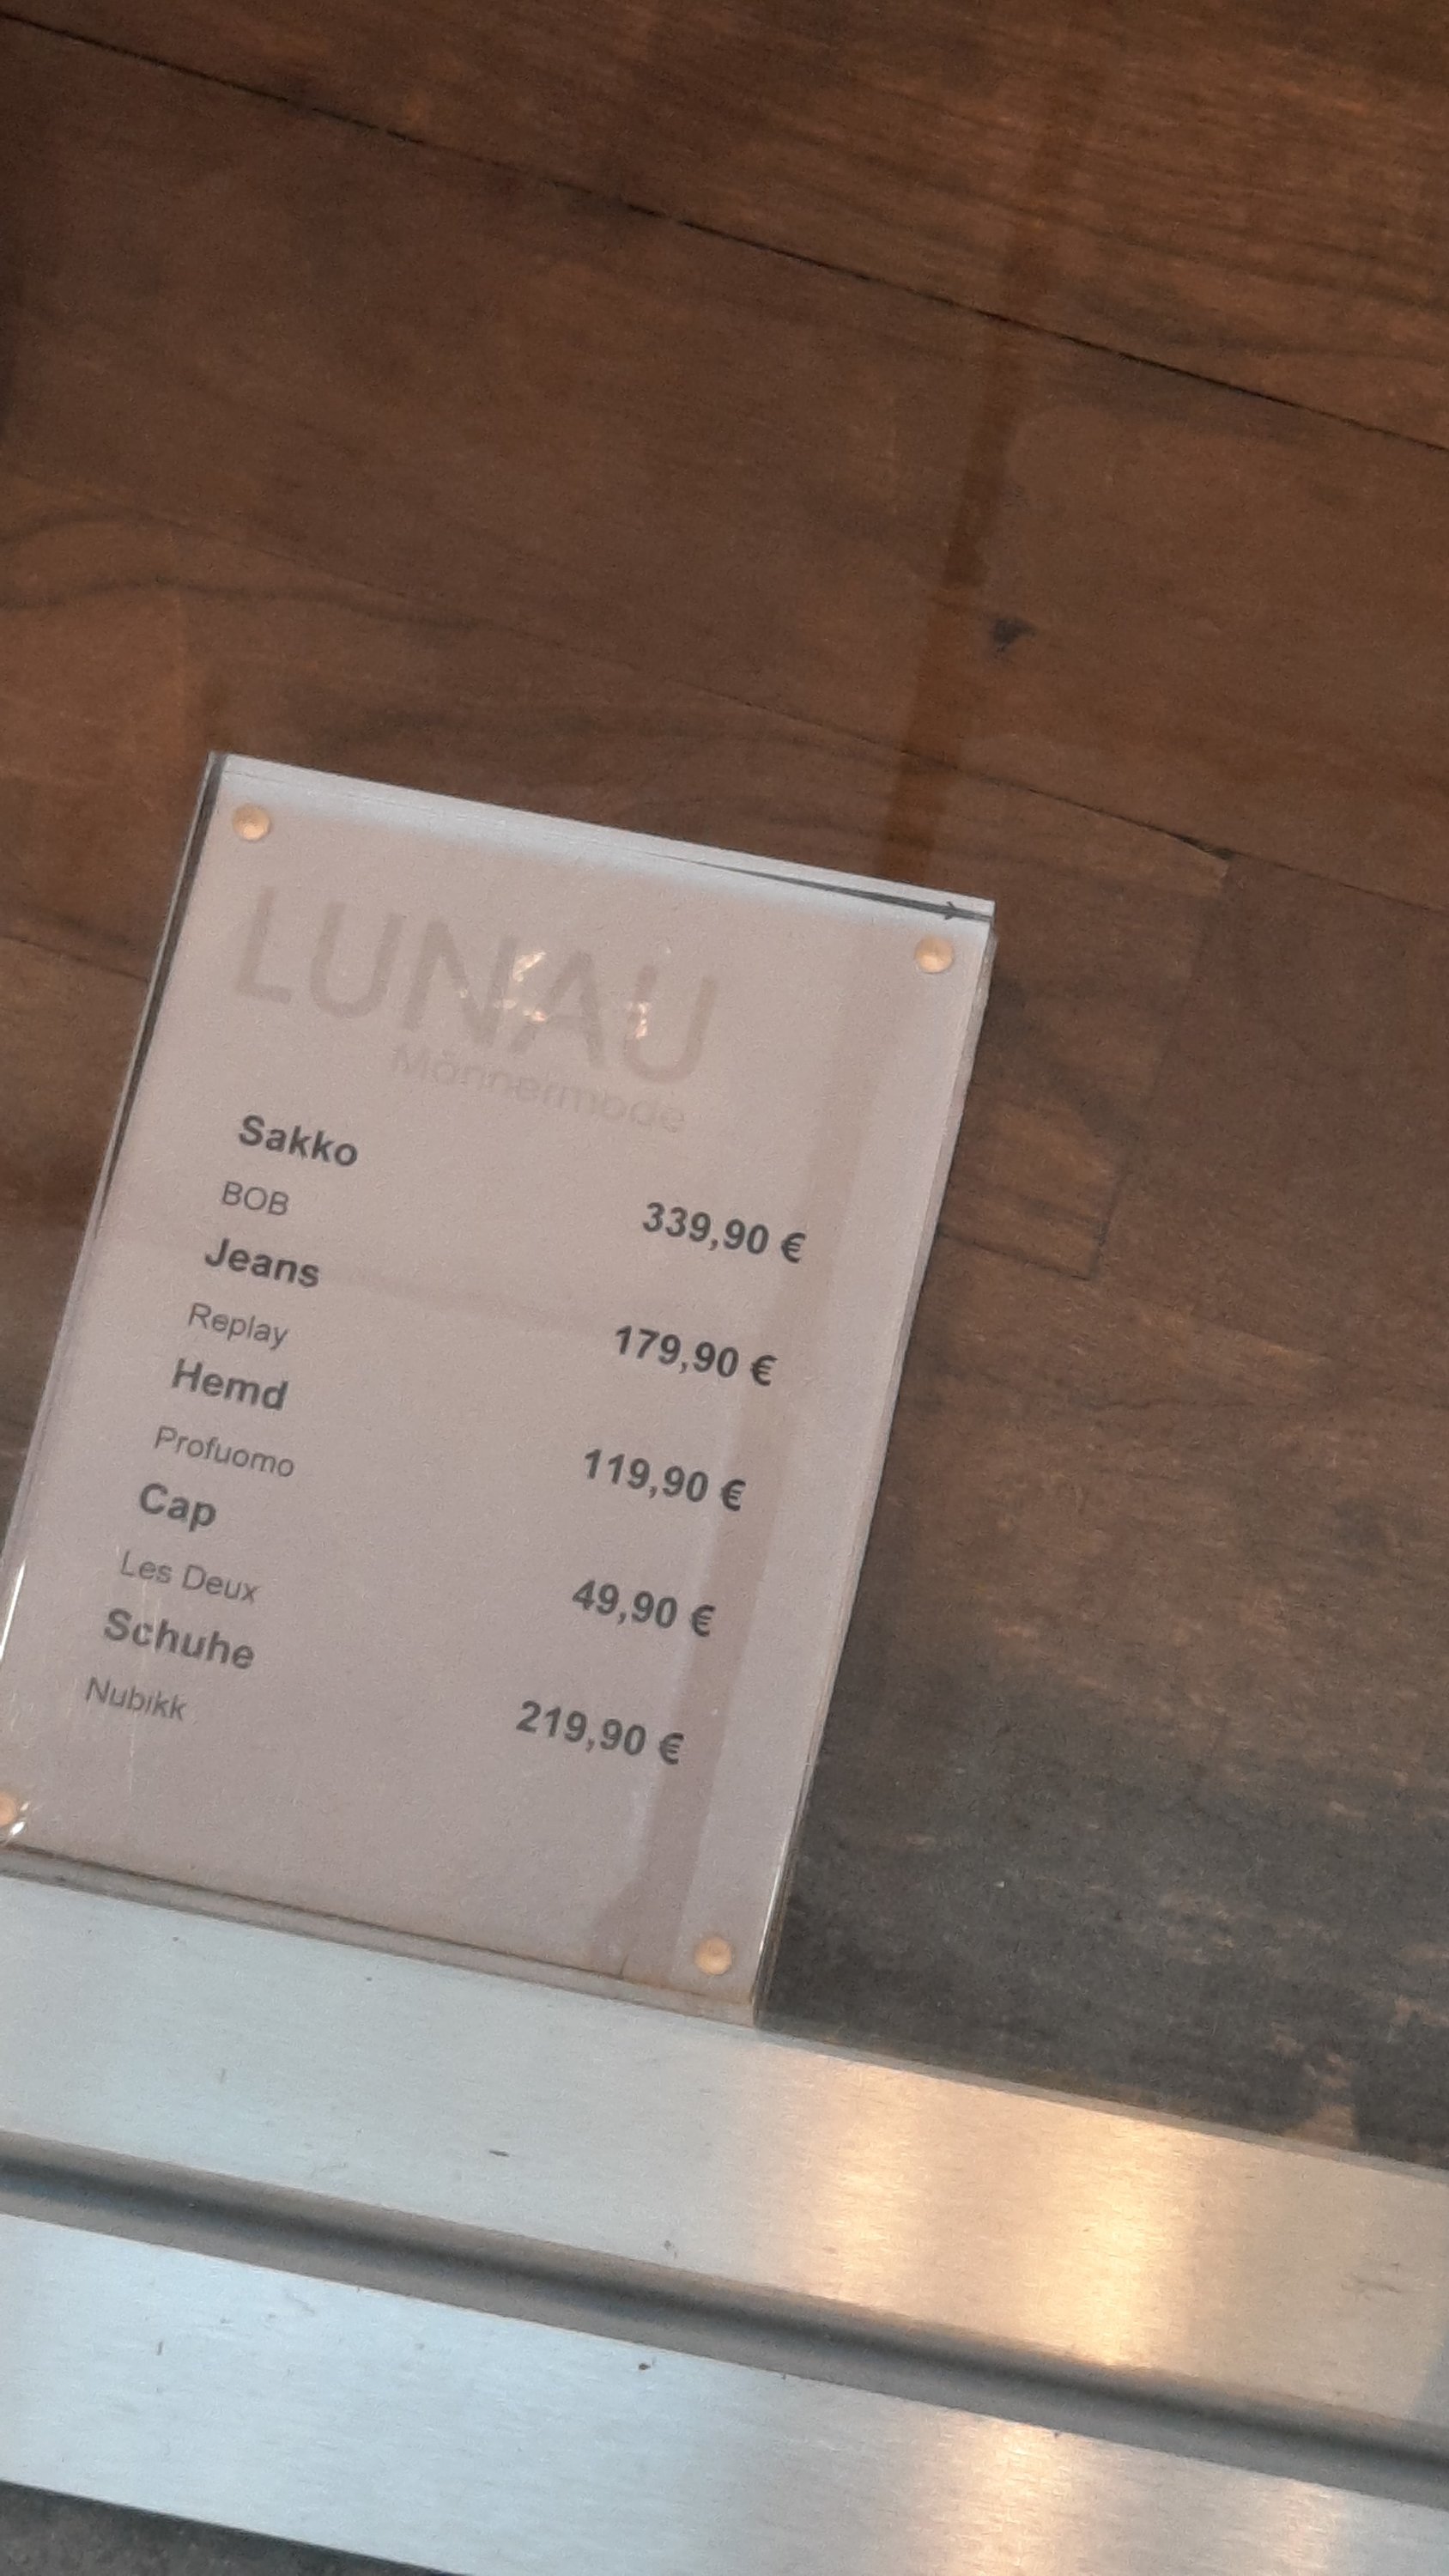 LUNAU
Männermode
Sakko
BOB 339,90 €
Jeans
Replay 179,90 €
Hemd
Profuomo 119,90 €
Cap
Les Deux 49,90 €
Schuhe
Nubikk 219,90 €